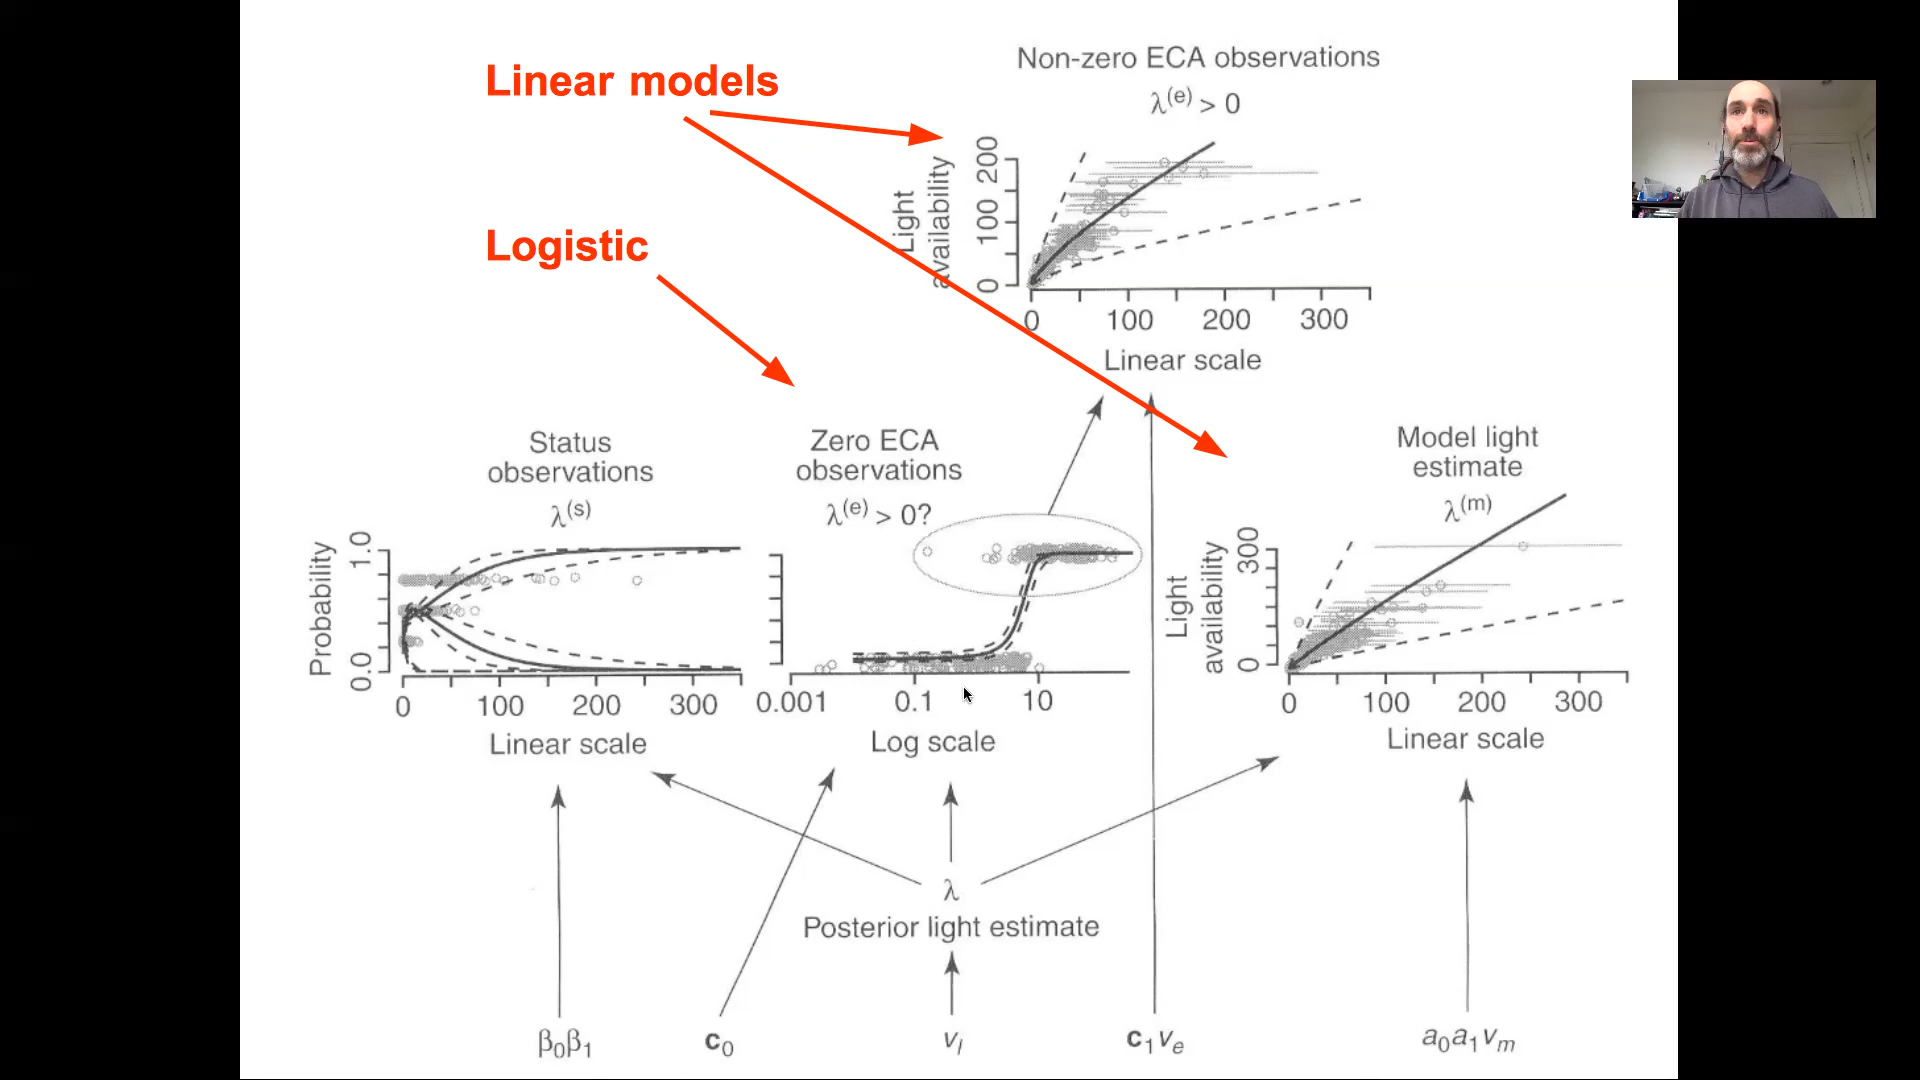 Linear models
Logistic
Non-zero ECA observations
λ(e) > 0
Light
availability
200
100
0
0 100 200 300
Linear scale
Status
observations
λ(s)
Probability
1.0
0.0
0 100 200 300
Linear scale
Zero ECA
observations
λ(e) > 0?
0.001 0.1 10
Log scale
Model light
estimate
λ(m)
Light
availability
300
0
0 100 200 300
Linear scale
λ
Posterior light estimate
β0β1
c0
vl
c1ve
a0a1vm